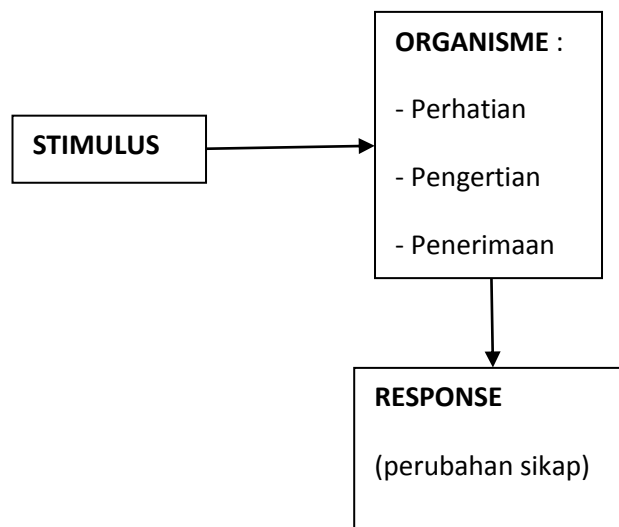 STIMULUS
ORGANISME :
- Perhatian
- Pengertian
- Penerimaan
RESPONSE
(perubahan sikap)